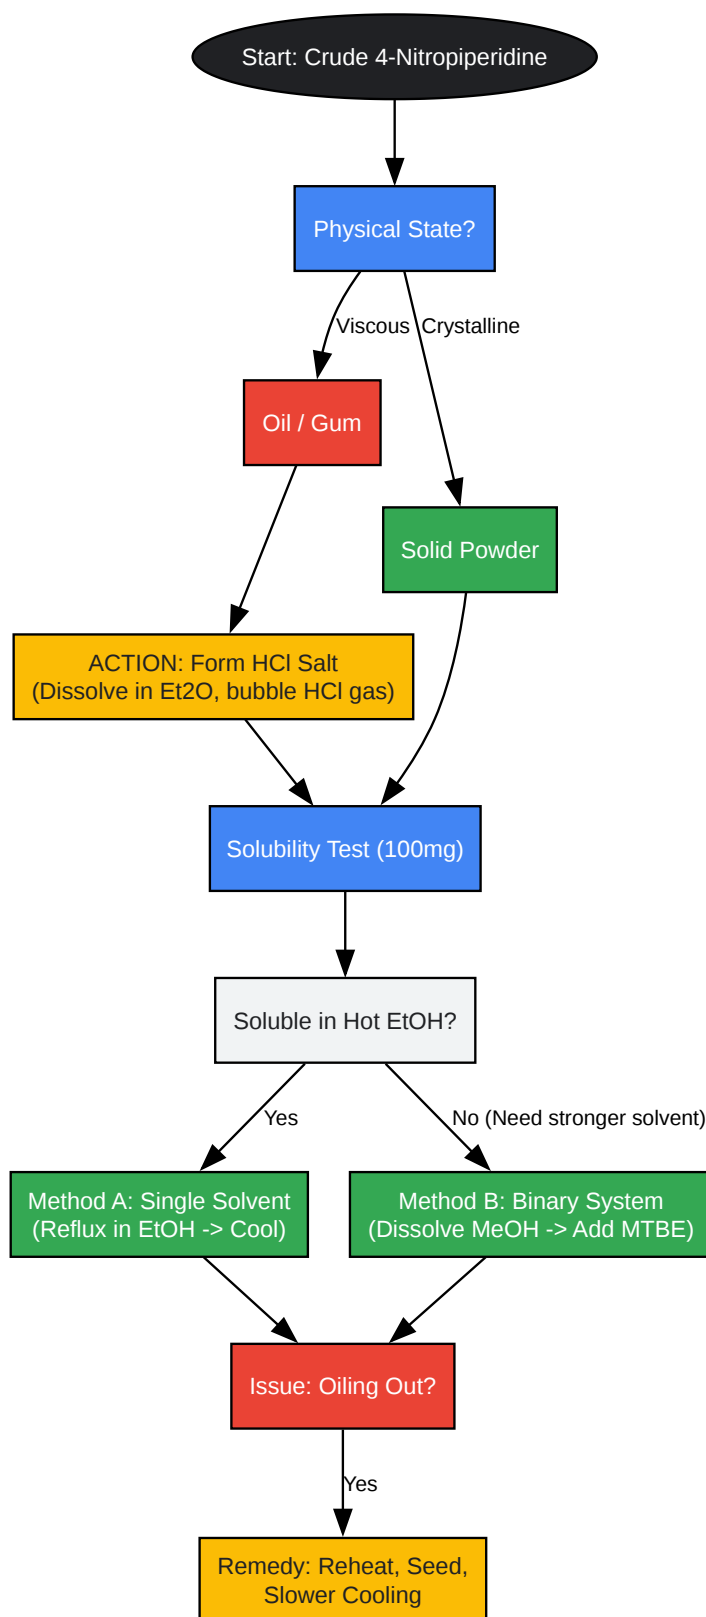 Start: Crude 4-Nitropiperidine
Physical State?
Viscous
Crystalline
Oil / Gum
Solid Powder
ACTION: Form HCl Salt
(Dissolve in Et2O, bubble HCl gas)
Solubility Test (100mg)
Soluble in Hot EtOH?
Yes
No (Need stronger solvent)
Method A: Single Solvent
(Reflux in EtOH -> Cool)
Method B: Binary System
(Dissolve MeOH -> Add MTBE)
Issue: Oiling Out?
Yes
Remedy: Reheat, Seed,
Slower Cooling